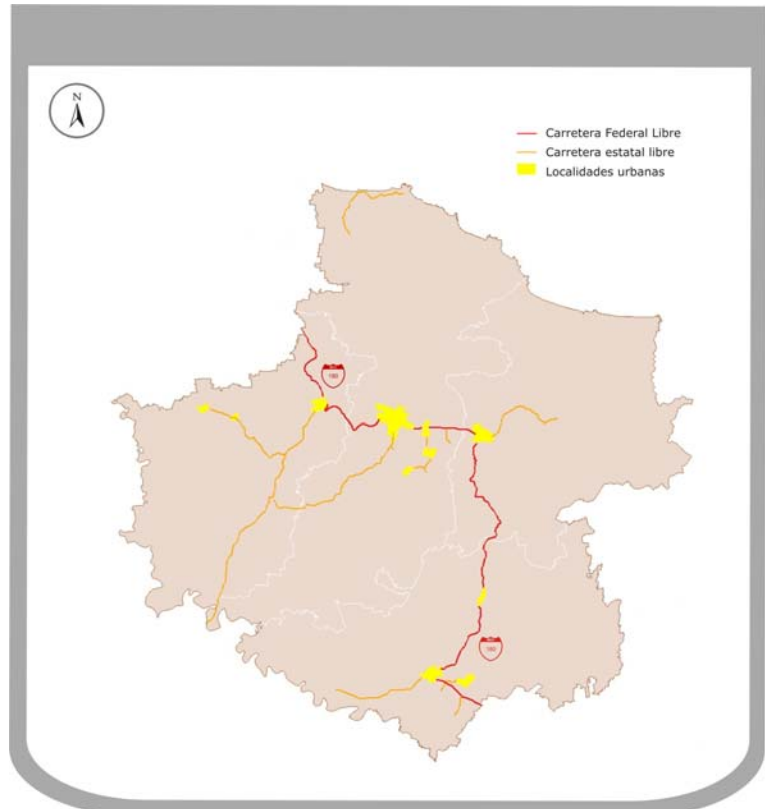 N
Carretera Federal Libre
Carretera estatal libre
Localidades urbanas
180
180